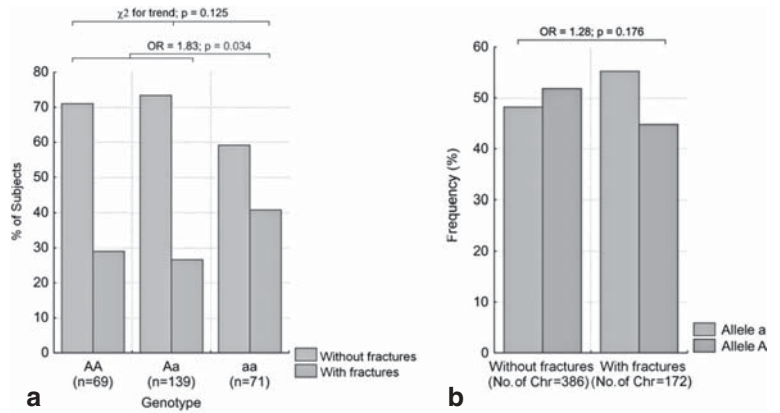 χ2 for trend; p = 0.125
OR = 1.83; p = 0.034
80
70
60
50
40
30
20
10
0
% of Subjects
AA
(n=69)
Aa
(n=139)
aa
(n=71)
Genotype
Without fractures
With fractures
a
OR = 1.28; p = 0.176
60
50
40
30
20
10
0
Frequency (%)
Without fractures
(No. of Chr=386)
With fractures
(No. of Chr=172)
Allele a
Allele A
b